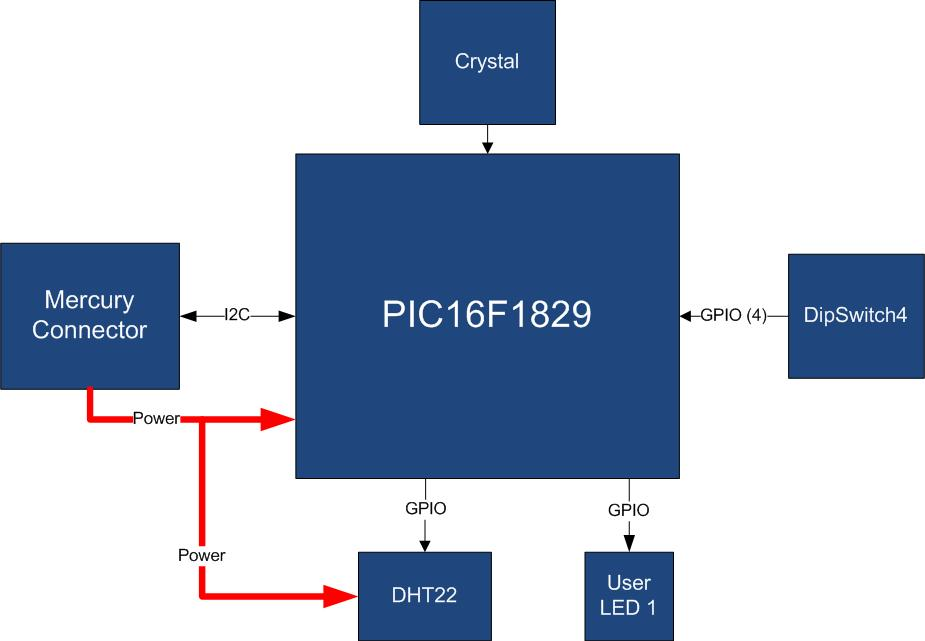 Crystal
Mercury
Connector
I2C
PIC16F1829
GPIO (4)
DipSwitch4
Power
GPIO
GPIO
Power
DHT22
User
LED 1